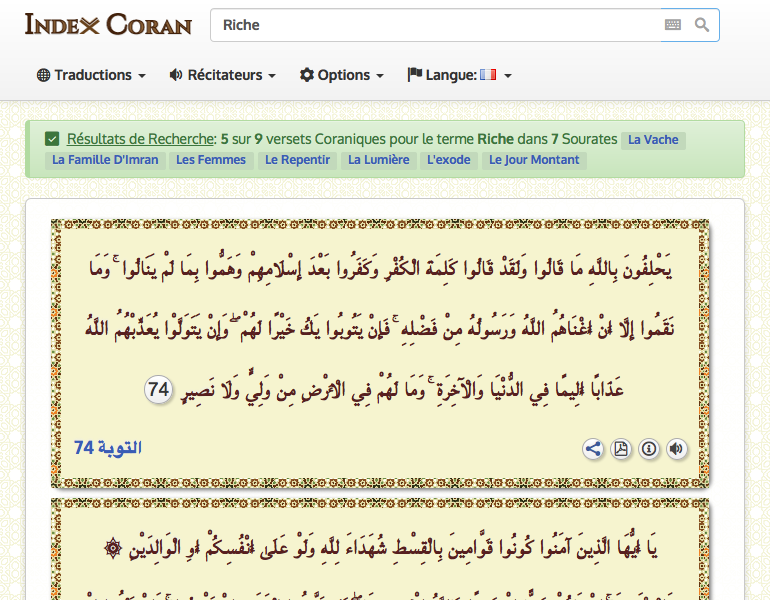 INDEX CORAN
Riche
Traductions Récitateurs Options Langue:
Résultats de Recherche: 5 sur 9 versets Coraniques pour le terme Riche dans 7 Sourates La Vache
La Famille D'Imran Les Femmes Le Repentir La Lumière L'exode Le Jour Montant
يَحْلِفُونَ بِاللَّهِ مَا قَالُوا وَلَقَدْ قَالُوا كَلِمَةَ الْكُفْرِ وَكَفَرُوا بَعْدَ إِسْلَامِهِمْ وَهَمُّوا بِمَا لَمْ يَنَالُوا ۚ وَمَا
نَقَمُوا إِلَّا أَنْ أَغْنَاهُمُ اللَّهُ وَرَسُولُهُ مِنْ فَضْلِهِ ۚ فَإِنْ يَتُوبُوا يَكُ خَيْرًا لَهُمْ ۖ وَإِنْ يَتَوَلَّوْا يُعَذِّبْهُمُ اللَّهُ
عَذَابًا أَلِيمًا فِي الدُّنْيَا وَالْآخِرَةِ ۚ وَمَا لَهُمْ فِي الْأَرْضِ مِنْ وَلِيٍّ وَلَا نَصِيرٍ 74
التوبة 74
يَا أَيُّهَا الَّذِينَ آمَنُوا كُونُوا قَوَّامِينَ بِالْقِسْطِ شُهَدَاءَ لِلَّهِ وَلَوْ عَلَىٰ أَنْفُسِكُمْ أَوِ الْوَالِدَيْنِ ۞